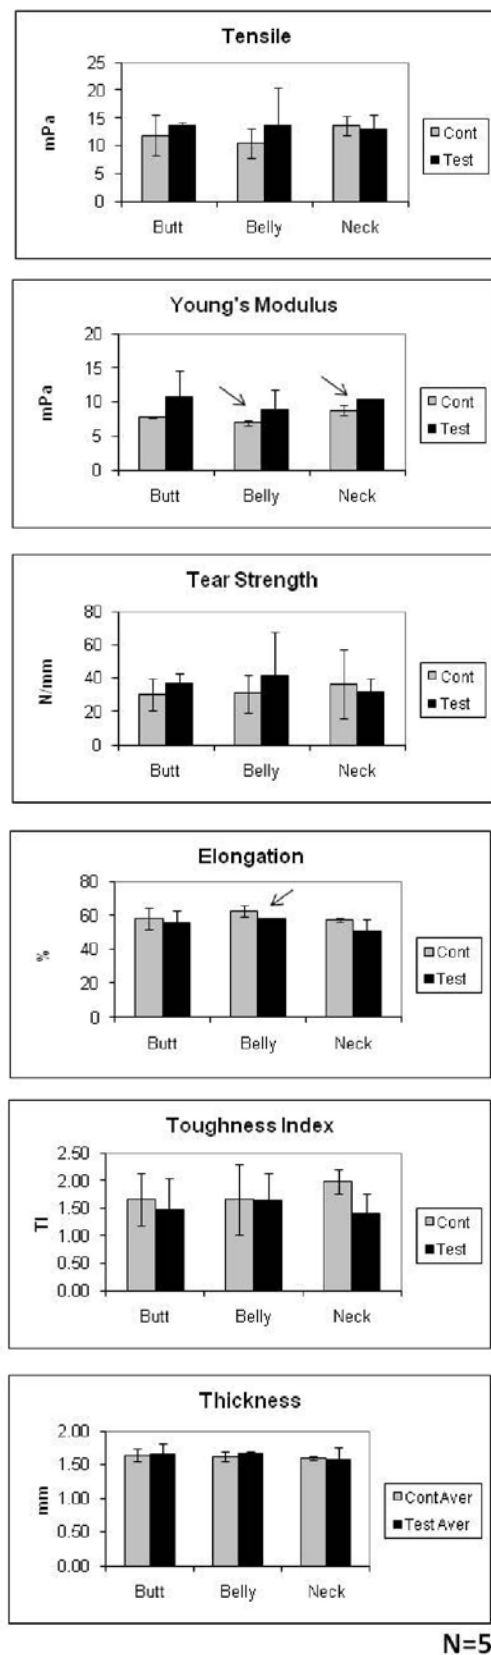 Tensile
25
20
15
10
5
0
mPa
Butt Belly Neck
Cont
Test
Young's Modulus
20
15
10
5
0
mPa
Butt Belly Neck
Cont
Test
Tear Strength
80
60
40
20
0
N/mm
Butt Belly Neck
Cont
Test
Elongation
80
60
40
20
0
%
Butt Belly Neck
Cont
Test
Toughness Index
2.50
2.00
1.50
1.00
0.50
0.00
TI
Butt Belly Neck
Cont
Test
Thickness
2.00
1.50
1.00
0.50
0.00
mm
Butt Belly Neck
Cont Aver
Test Aver
N=5